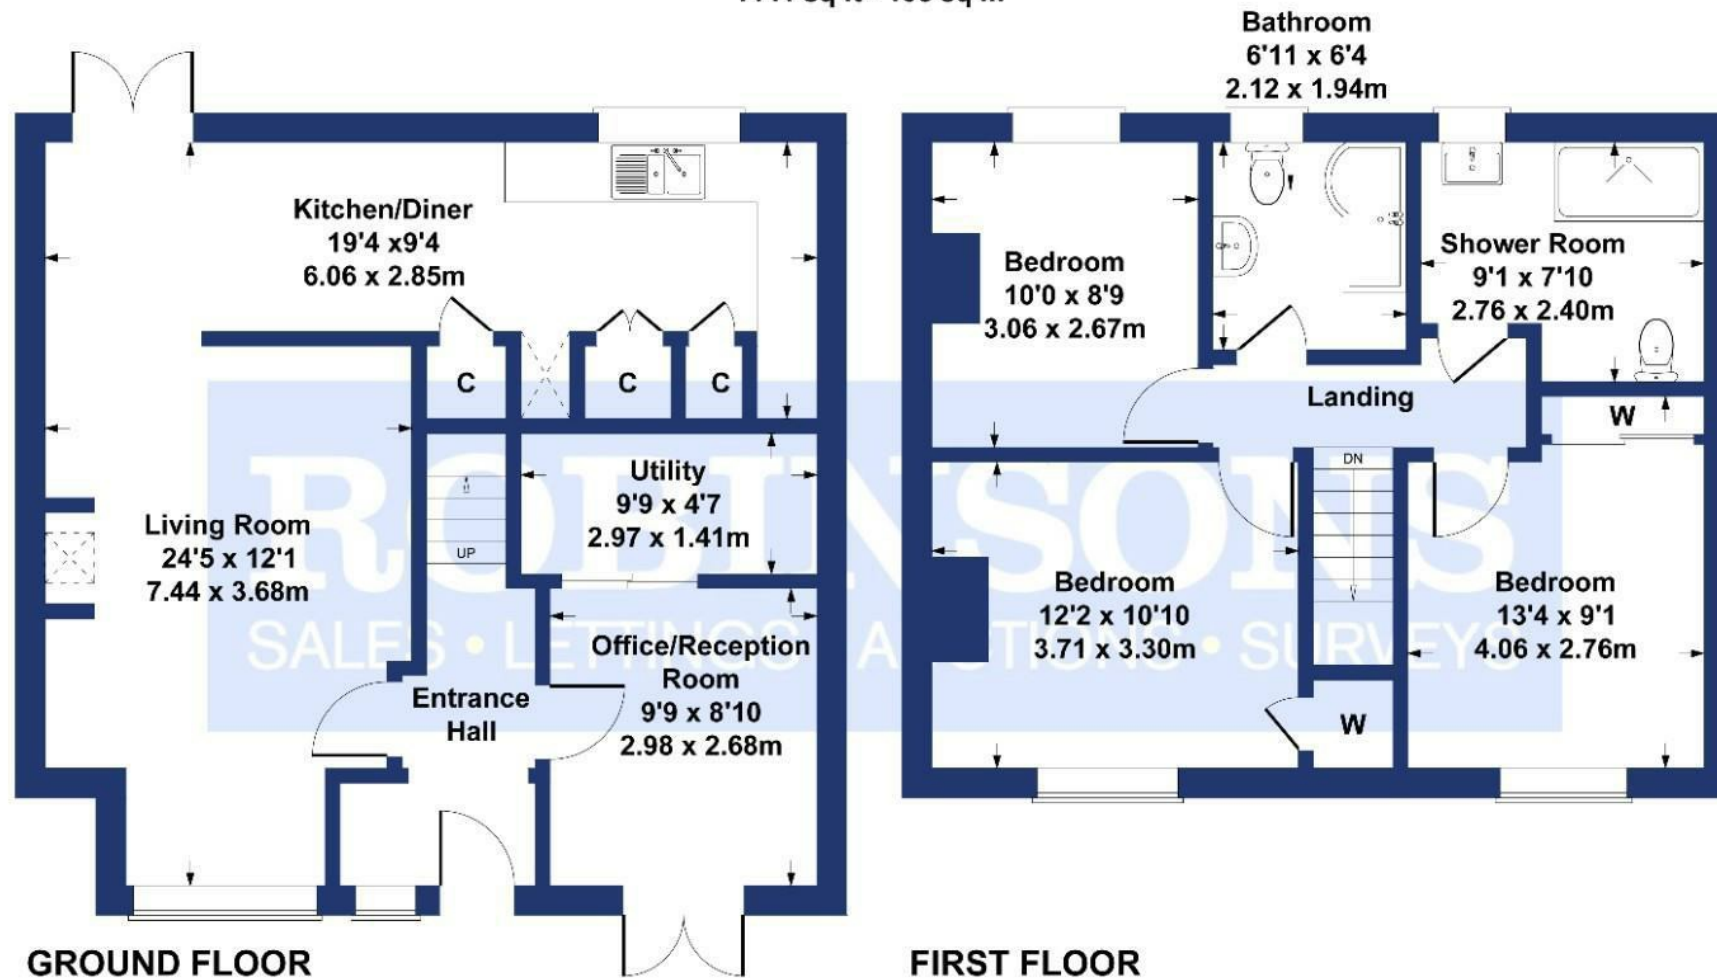 Bathroom
6'11 x 6'4
2.12 x 1.94m
Kitchen/Diner
19'4 x9'4
6.06 x 2.85m
Bedroom
10'0 x 8'9
3.06 x 2.67m
Shower Room
9'1 x 7'10
2.76 x 2.40m
C
C
C
Landing
W
Utility
9'9 x 4'7
2.97 x 1.41m
DN
Living Room
24'5 x 12'1
7.44 x 3.68m
UP
ROBINSONS
SALES • LETTINGS • AUCTIONS • SURVEYS
Bedroom
12'2 x 10'10
3.71 x 3.30m
Bedroom
13'4 x 9'1
4.06 x 2.76m
Office/Reception
Room
9'9 x 8'10
2.98 x 2.68m
Entrance
Hall
W
GROUND FLOOR
FIRST FLOOR